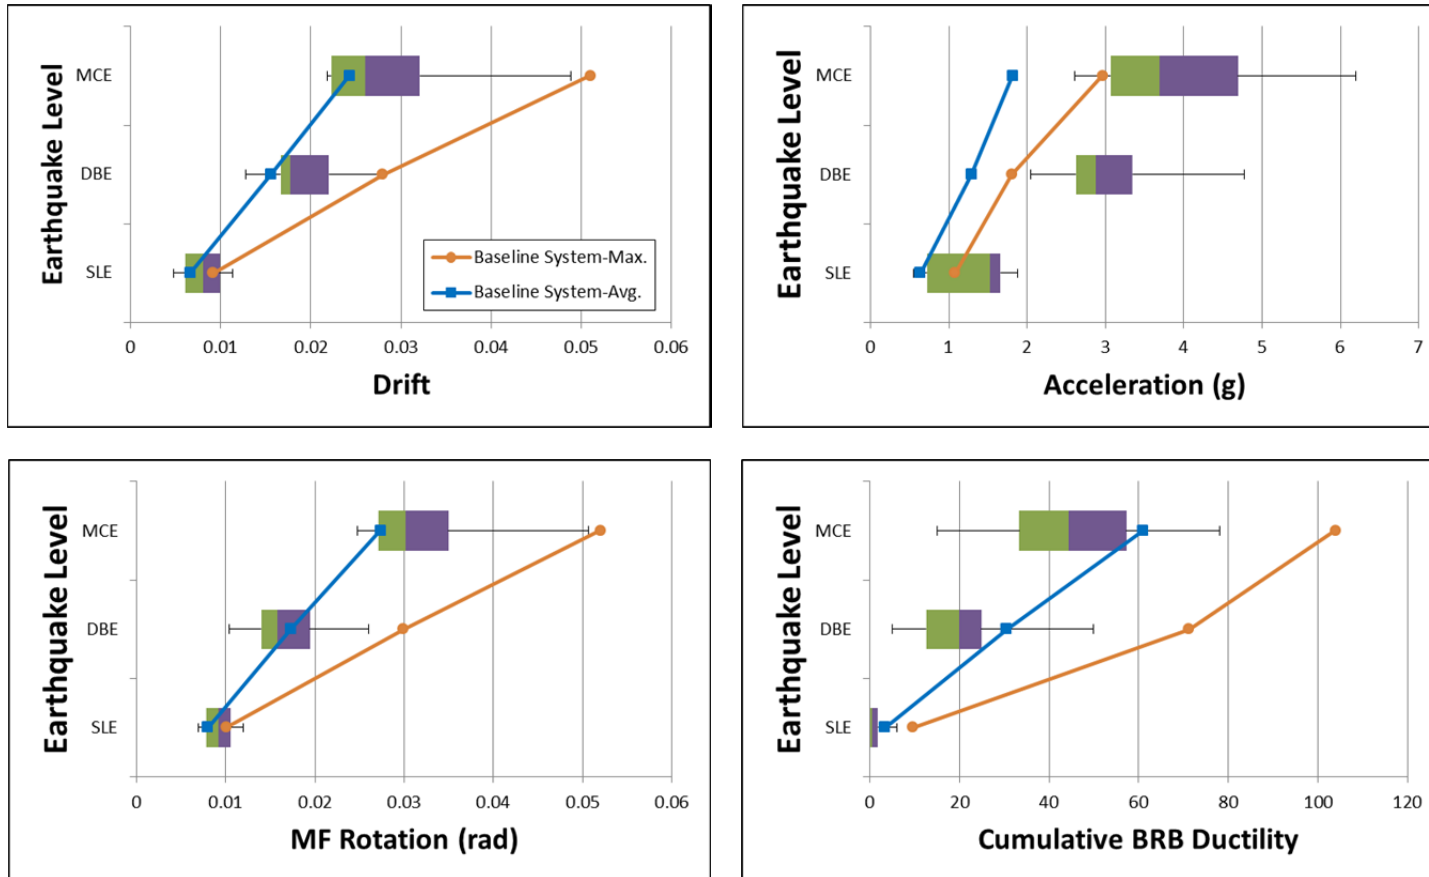 Earthquake Level
MCE
DBE
SLE
Baseline System-Max.
Baseline System-Avg.
0 0.01 0.02 0.03 0.04 0.05 0.06
Drift
Earthquake Level
MCE
DBE
SLE
0 1 2 3 4 5 6 7
Acceleration (g)
Earthquake Level
MCE
DBE
SLE
0 0.01 0.02 0.03 0.04 0.05 0.06
MF Rotation (rad)
Earthquake Level
MCE
DBE
SLE
0 20 40 60 80 100 120
Cumulative BRB Ductility